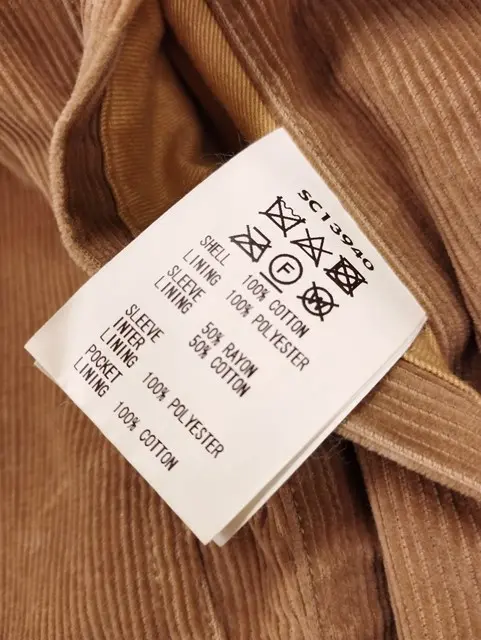 SC13940
F
W
SHELL 100% COTTON
LINING 100% POLYESTER
SLEEVE 50% RAYON
LINING 50% COTTON
SLEEVE
INTER
LINING 100% POLYESTER
POCKET
LINING 100% COTTON